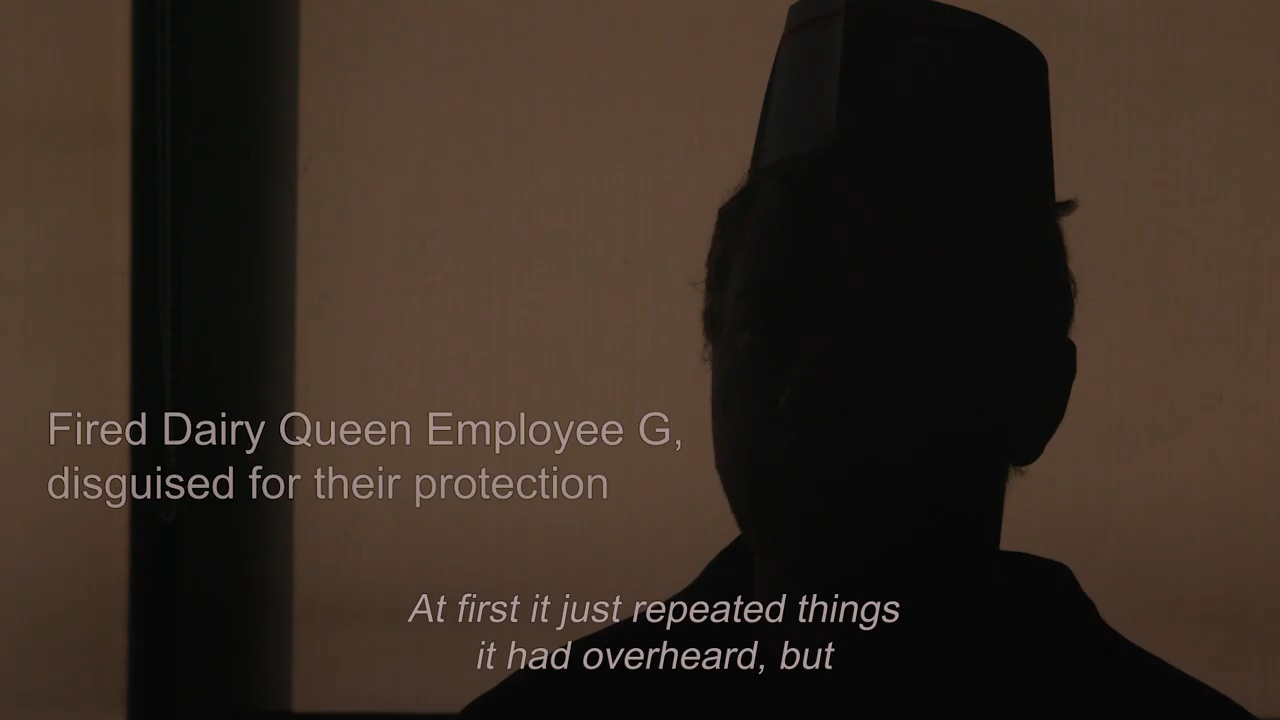 Fired Dairy Queen Employee G,
disguised for their protection
At first it just repeated things
it had overheard, but